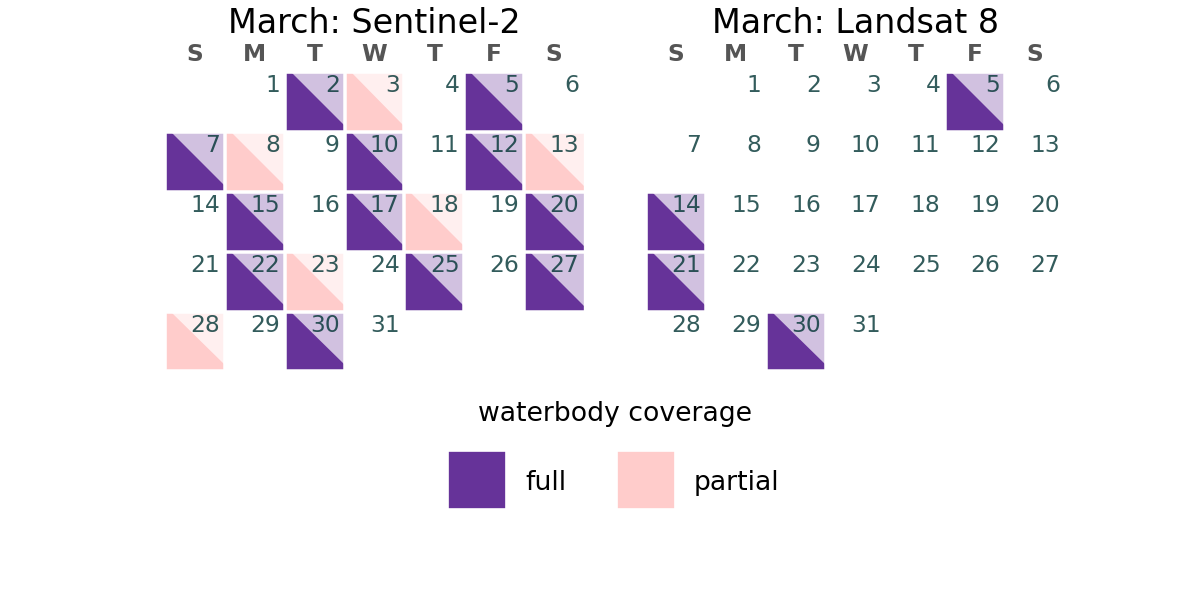 March: Sentinel-2
S M T W T F S
1 2 3 4 5 6
7 8 9 10 11 12 13
14 15 16 17 18 19 20
21 22 23 24 25 26 27
28 29 30 31
March: Landsat 8
S M T W T F S
1 2 3 4 5 6
7 8 9 10 11 12 13
14 15 16 17 18 19 20
21 22 23 24 25 26 27
28 29 30 31
waterbody coverage
full
partial